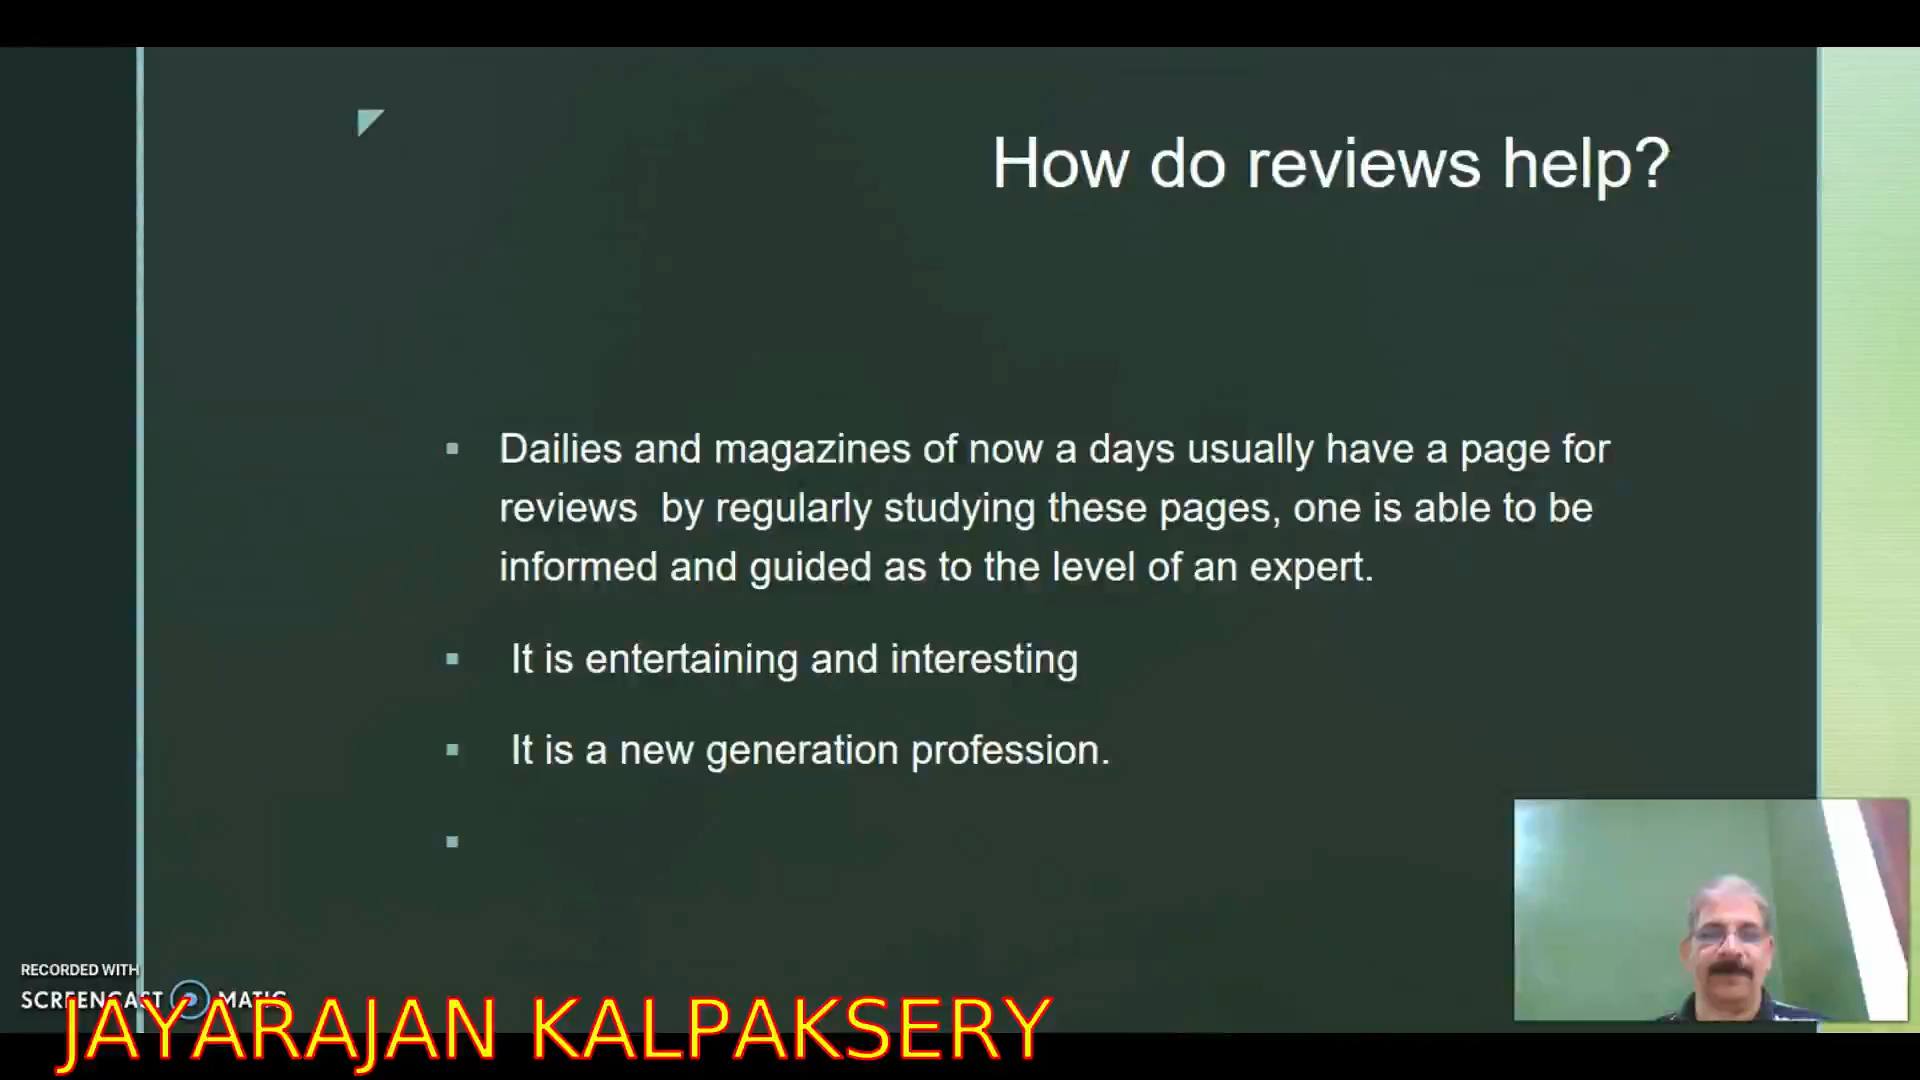 How do reviews help?
Dailies and magazines of now a days usually have a page for
reviews by regularly studying these pages, one is able to be
informed and guided as to the level of an expert.
It is entertaining and interesting
It is a new generation profession.
RECORDED WITH
SCREENCAST MATIC
JAYARAJAN KALPAKSERY